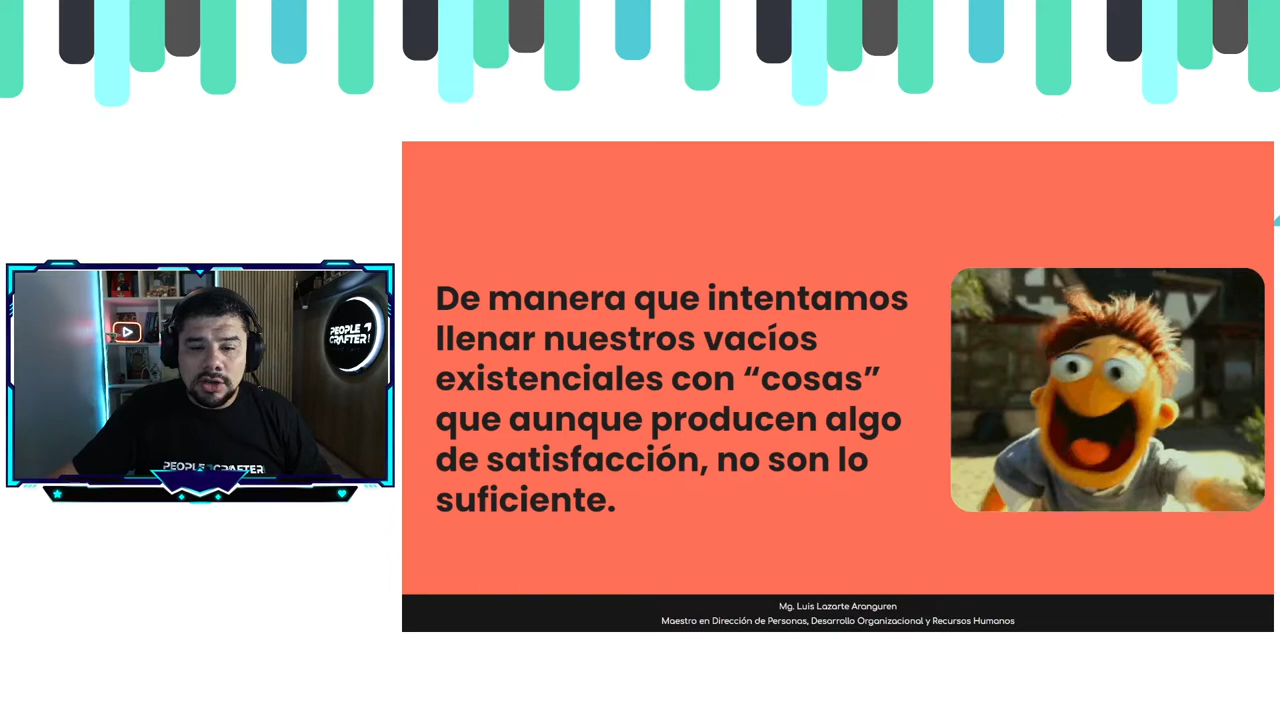 De manera que intentamos
llenar nuestros vacíos
existenciales con “cosas”
que aunque producen algo
de satisfacción, no son lo
suficiente.
PEOPLE
CRAFTER!
PEOPLE CRAFTER!
Mg. Luis Lazarte Aranguren
Maestro en Dirección de Personas, Desarrollo Organizacional y Recursos Humanos